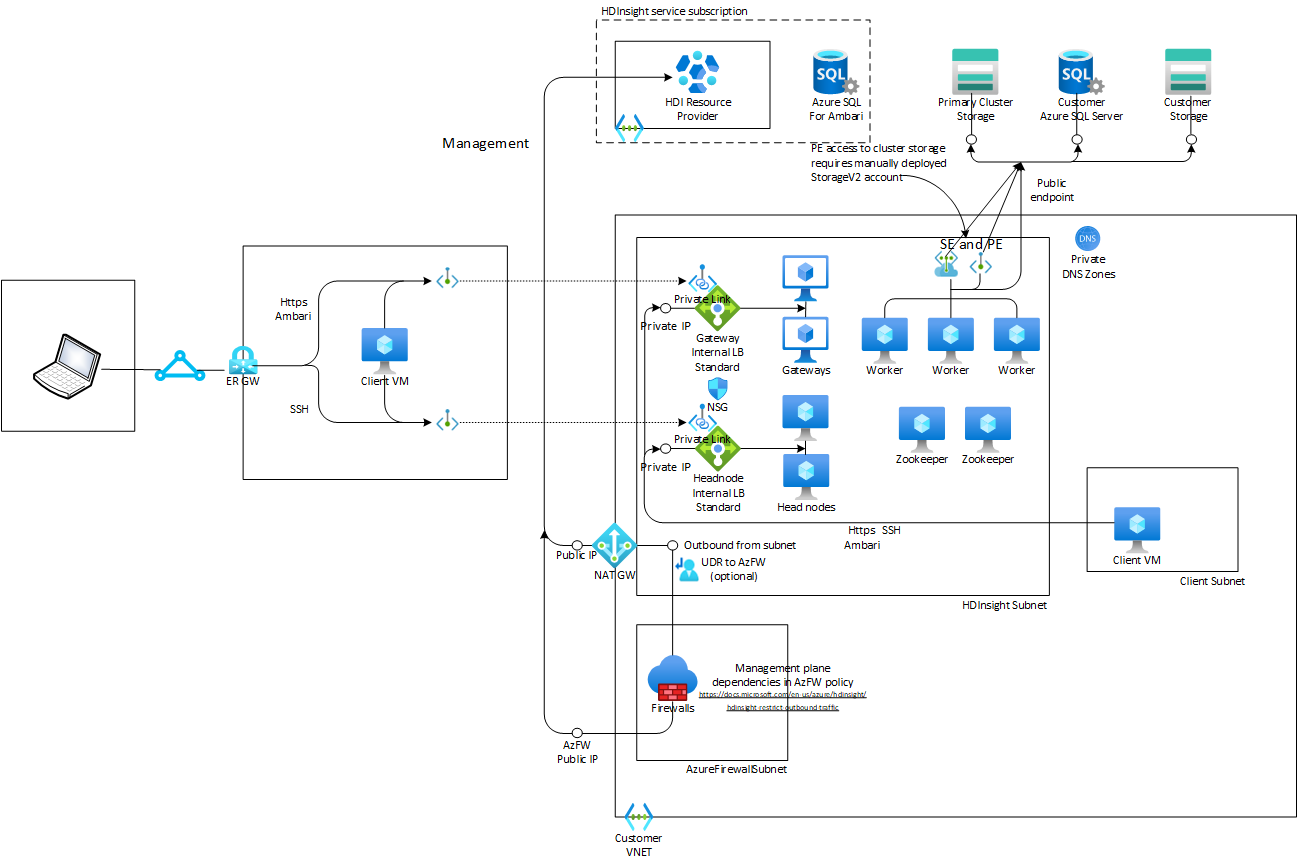 HDInsight service subscription
HDI Resource
Provider
SQL
Azure SQL
For Ambari
Primary Cluster
Storage
SQL
Customer
Azure SQL Server
Customer
Storage
Management
PE access to cluster storage
requires manually deployed
StorageV2 account
Public
endpoint
SE and PE
DNS
Private
DNS Zones
Https
Ambari
ER GW
Client VM
SSH
Private Link
Private IP
Gateway
Internal LB
Standard
Gateways
Worker
Worker
Worker
NSG
Private Link
Private IP
Headnode
Internal LB
Standard
Head nodes
Zookeeper
Zookeeper
Https SSH
Ambari
Client VM
Client Subnet
Public IP
NAT GW
Outbound from subnet
UDR to AzFW
(optional)
HDInsight Subnet
Management plane
dependencies in AzFW policy
https://docs.microsoft.com/en-us/azure/hdinsight/
hdinsight-restrict-outbound-traffic
Firewalls
AzFW
Public IP
AzureFirewallSubnet
Customer
VNET